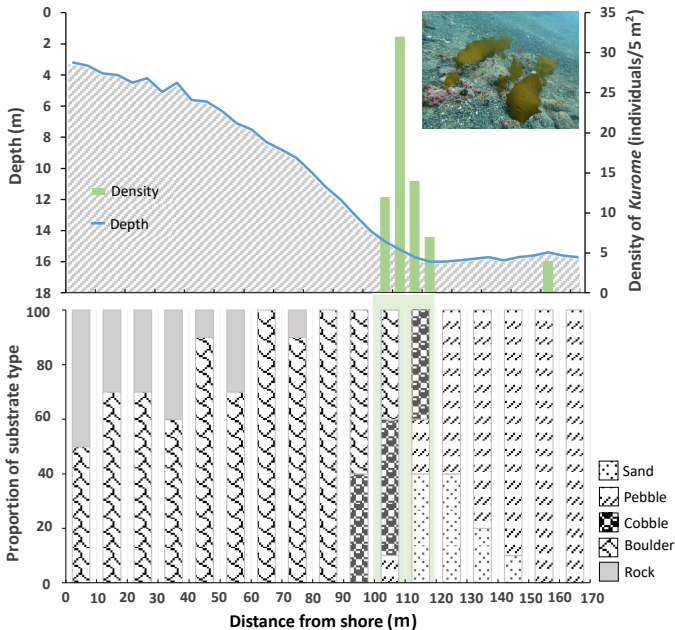 0
2
4
6
8
10
12
14
16
18
Depth (m)
35
30
25
20
15
10
5
0
Density of Kurome (individuals/5 m²)
Density
Depth
100
80
60
40
20
0
Proportion of substrate type
Sand
Pebble
Cobble
Boulder
Rock
0 10 20 30 40 50 60 70 80 90 100 110 120 130 140 150 160 170
Distance from shore (m)